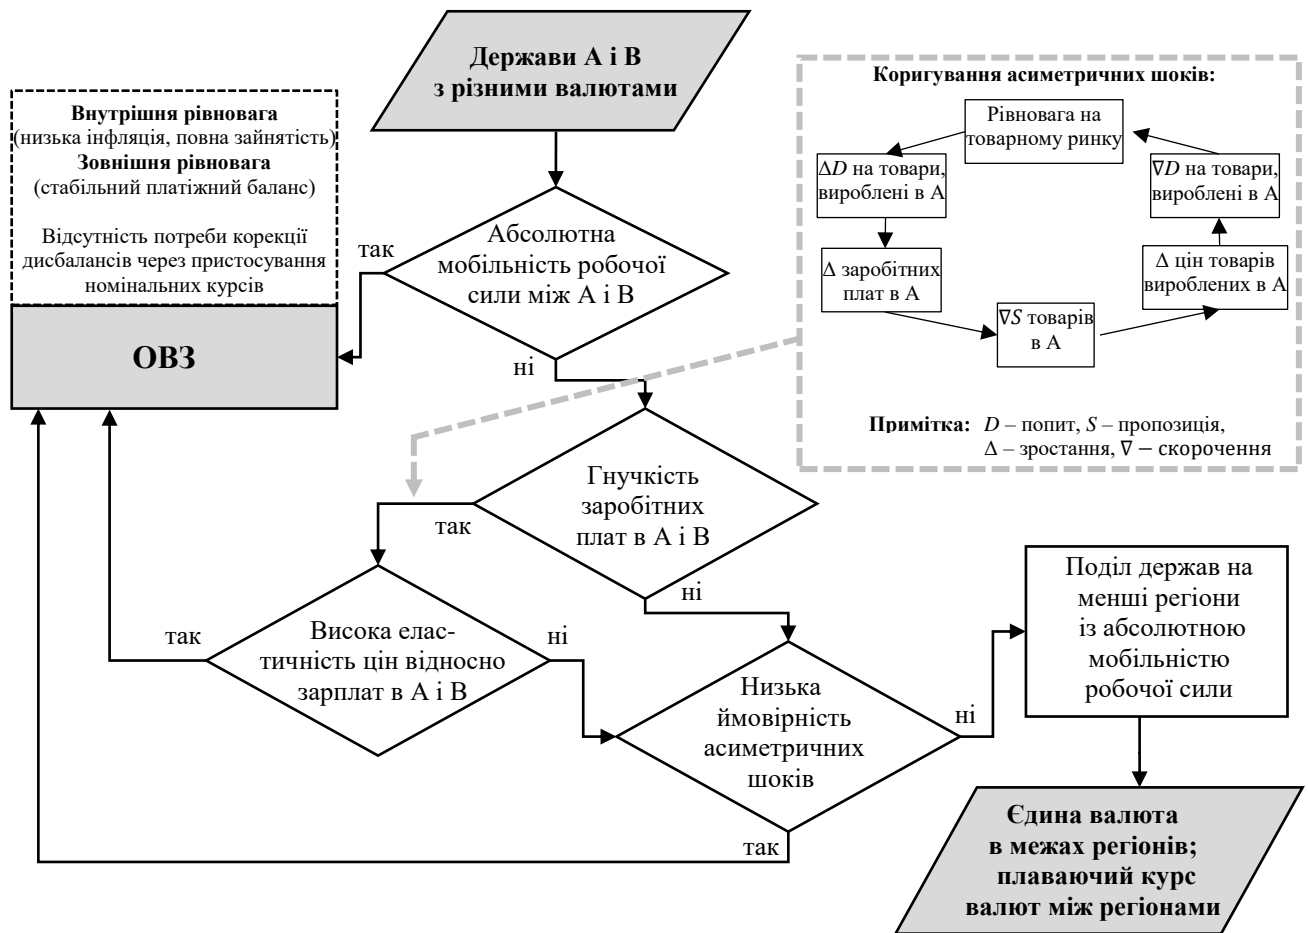 Держави А і В
з різними валютами
Внутрішня рівновага
(низька інфляція, повна зайнятість)
Зовнішня рівновага
(стабільний платіжний баланс)
Відсутність потреби корекції
дисбалансів через пристосування
номінальних курсів
ОВЗ
так
Абсолютна
мобільність робочої
сили між А і В
ні
Коригування асиметричних шоків:
Рівновага на
товарному ринку
ΔD на товари,
вироблені в А
∇D на товари,
вироблені в А
Δ заробітних
плат в А
Δ цін товарів
вироблених в А
∇S товарів
в А
Примітка: D – попит, S – пропозиція,
Δ – зростання, ∇ – скорочення
Гнучкість
заробітних
плат в А і В
так
ні
Висока елас-
тичність цін відносно
зарплат в А і В
так
ні
Низька
ймовірність
асиметричних
шоків
ні
так
Поділ держав на
менші регіони
із абсолютною
мобільністю
робочої сили
Єдина валюта
в межах регіонів;
плаваючий курс
валют між регіонами